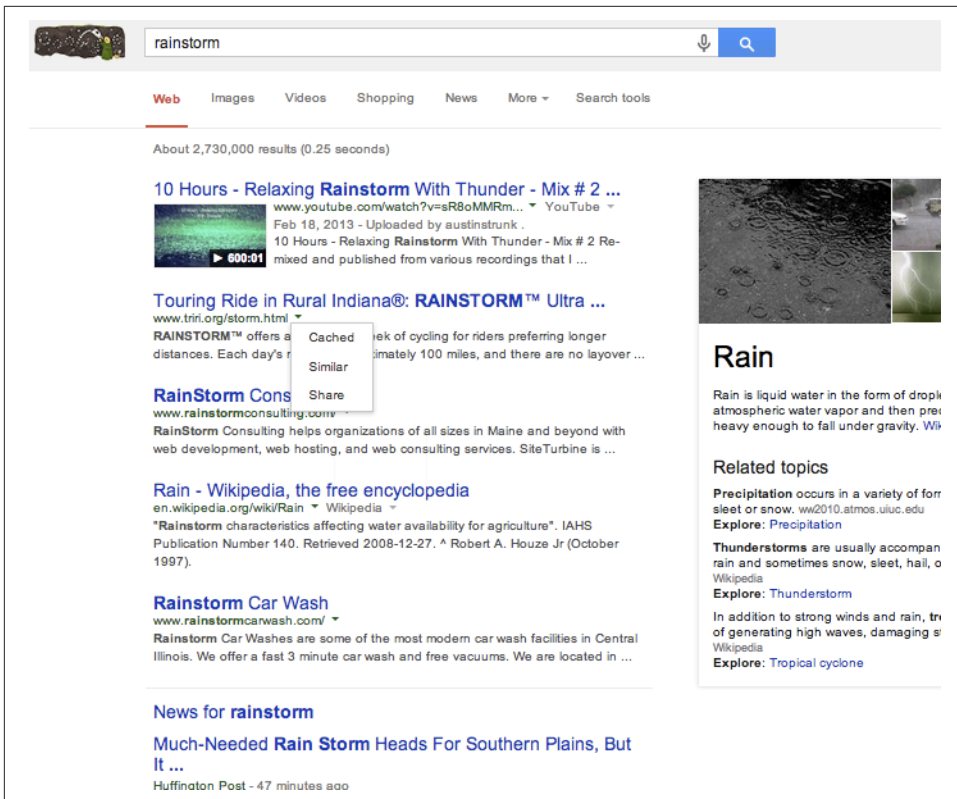 rainstorm
Web Images Videos Shopping News More Search tools
About 2,730,000 results (0.25 seconds)
10 Hours - Relaxing Rainstorm With Thunder - Mix # 2 ...
www.youtube.com/watch?v=sR8oMMRm... YouTube
Feb 18, 2013 - Uploaded by austinstrunk .
10 Hours - Relaxing Rainstorm With Thunder - Mix # 2 Re-
mixed and published from various recordings that I ...
600:01
Touring Ride in Rural Indiana®: RAINSTORM™ Ultra ...
www.triri.org/storm.html
RAINSTORM™ offers a ek of cycling for riders preferring longer
distances. Each day's r imately 100 miles, and there are no layover ...
Cached
Similar
Share
RainStorm Cons
www.rainstormconsulting.com/
RainStorm Consulting helps organizations of all sizes in Maine and beyond with
web development, web hosting, and web consulting services. SiteTurbine is ...
Rain - Wikipedia, the free encyclopedia
en.wikipedia.org/wiki/Rain Wikipedia
"Rainstorm characteristics affecting water availability for agriculture". IAHS
Publication Number 140. Retrieved 2008-12-27. ^ Robert A. Houze Jr (October
1997).
Rainstorm Car Wash
www.rainstormcarwash.com/
Rainstorm Car Washes are some of the most modern car wash facilities in Central
Illinois. We offer a fast 3 minute car wash and free vacuums. We are located in ...
News for rainstorm
Much-Needed Rain Storm Heads For Southern Plains, But
It ...
Huffington Post - 47 minutes ago
Rain
Rain is liquid water in the form of drople
atmospheric water vapor and then prec
heavy enough to fall under gravity. Wik
Related topics
Precipitation occurs in a variety of forn
sleet or snow. ww2010.atmos.uiuc.edu
Explore: Precipitation
Thunderstorms are usually accompan
rain and sometimes snow, sleet, hail, o
Wikipedia
Explore: Thunderstorm
In addition to strong winds and rain, tr
of generating high waves, damaging st
Wikipedia
Explore: Tropical cyclone